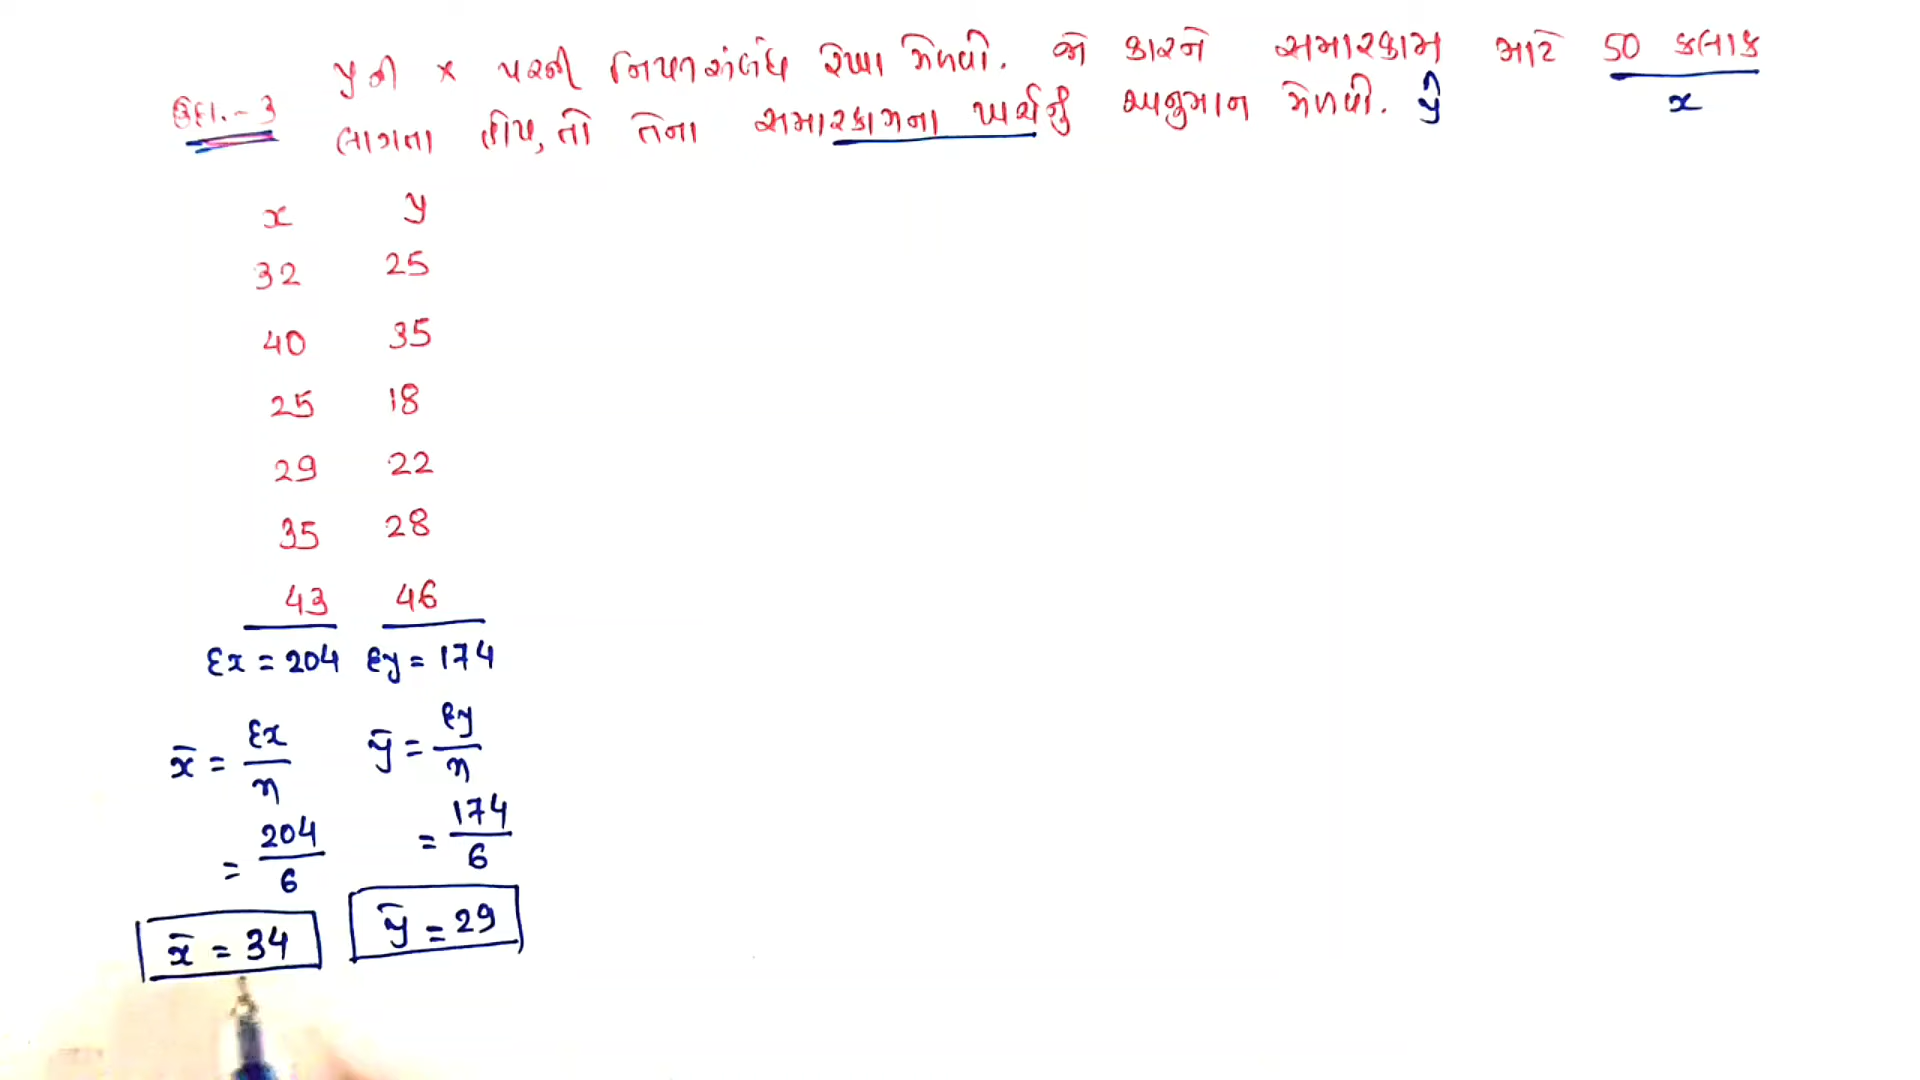 ઉદા.-3 y ની x પરની નિયતસંબંધ રેખા મેળવો. જો કારને સમારકામ માટે 50 કલાક
લાગતા હોય, તો તેના સમારકામના ખર્ચનું અનુમાન મેળવો. ŷ x
x y
32 25
40 35
25 18
29 22
35 28
43 46
Σx = 204 Σy = 174
x̄ = Σx/n ȳ = Σy/n
= 204/6 = 174/6
x̄ = 34 ȳ = 29